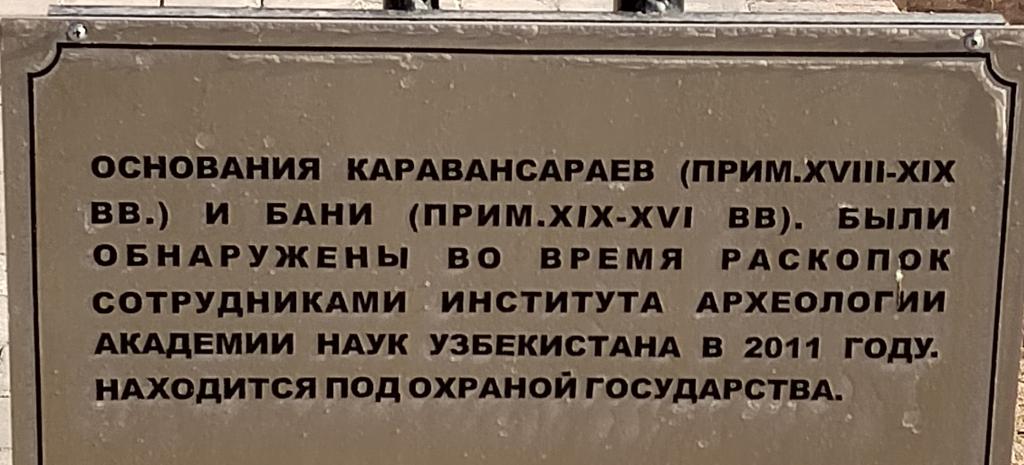 ОСНОВАНИЯ КАРАВАНСАРАЕВ (ПРИМ.XVIII-XIX
ВВ.) И БАНИ (ПРИМ.XIX-XVI ВВ). БЫЛИ
ОБНАРУЖЕНЫ ВО ВРЕМЯ РАСКОПОК
СОТРУДНИКАМИ ИНСТИТУТА АРХЕОЛОГИИ
АКАДЕМИИ НАУК УЗБЕКИСТАНА В 2011 ГОДУ.
НАХОДИТСЯ ПОД ОХРАНОЙ ГОСУДАРСТВА.